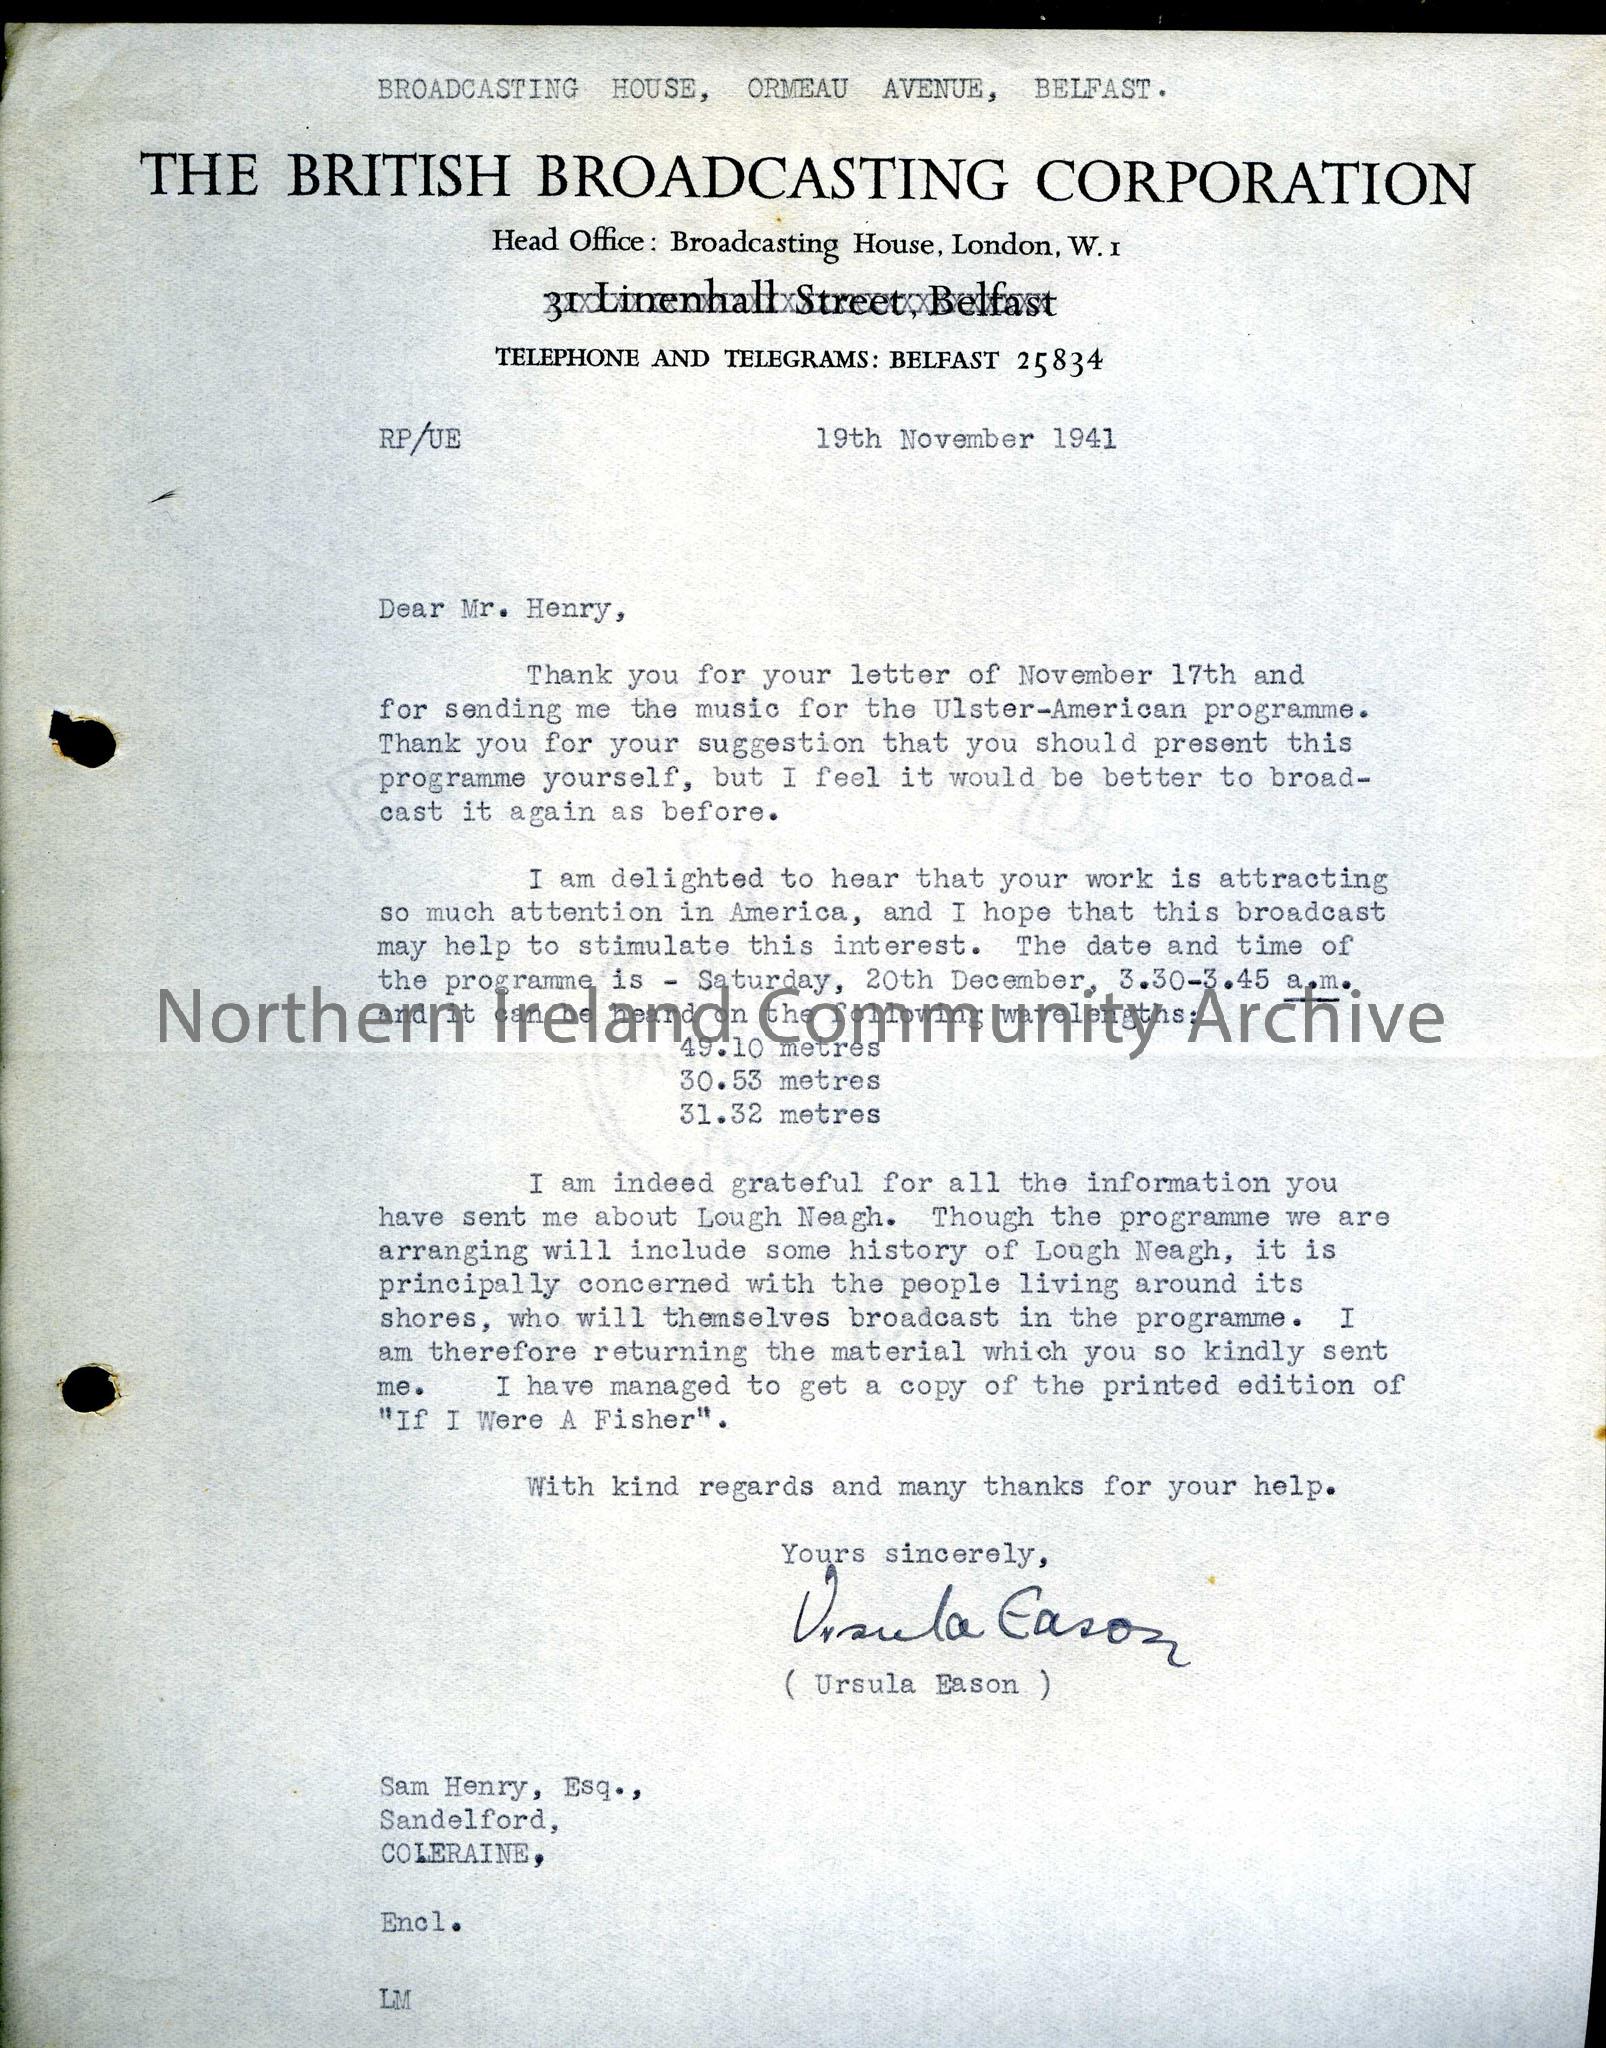 BROADCASTING HOUSE, ORMEAU AVENUE, BELFAST.
THE BRITISH BROADCASTING CORPORATION
Head Office: Broadcasting House, London, W.1
31 Linenhall Street, Belfast
TELEPHONE AND TELEGRAMS: BELFAST 25834
RP/UE 19th November 1941
Dear Mr. Henry,
Thank you for your letter of November 17th and
for sending me the music for the Ulster-American programme.
Thank you for your suggestion that you should present this
programme yourself, but I feel it would be better to broad-
cast it again as before.
I am delighted to hear that your work is attracting
so much attention in America, and I hope that this broadcast
may help to stimulate this interest. The date and time of
the programme is - Saturday, 20th December, 3.30-3.45 a.m.
and it can be heard on the following wavelengths:
Northern Ireland Community Archive
49.10 metres
30.53 metres
31.32 metres
I am indeed grateful for all the information you
have sent me about Lough Neagh. Though the programme we are
arranging will include some history of Lough Neagh, it is
principally concerned with the people living around its
shores, who will themselves broadcast in the programme. I
am therefore returning the material which you so kindly sent
me. I have managed to get a copy of the printed edition of
"If I Were A Fisher".
With kind regards and many thanks for your help.
Yours sincerely,
Ursula Eason
( Ursula Eason )
Sam Henry, Esq.,
Sandelford,
COLERAINE,
Encl.
LM